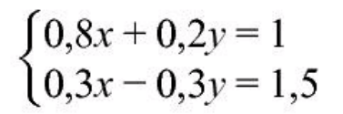 0,8x + 0,2y = 1
0,3x − 0,3y = 1,5